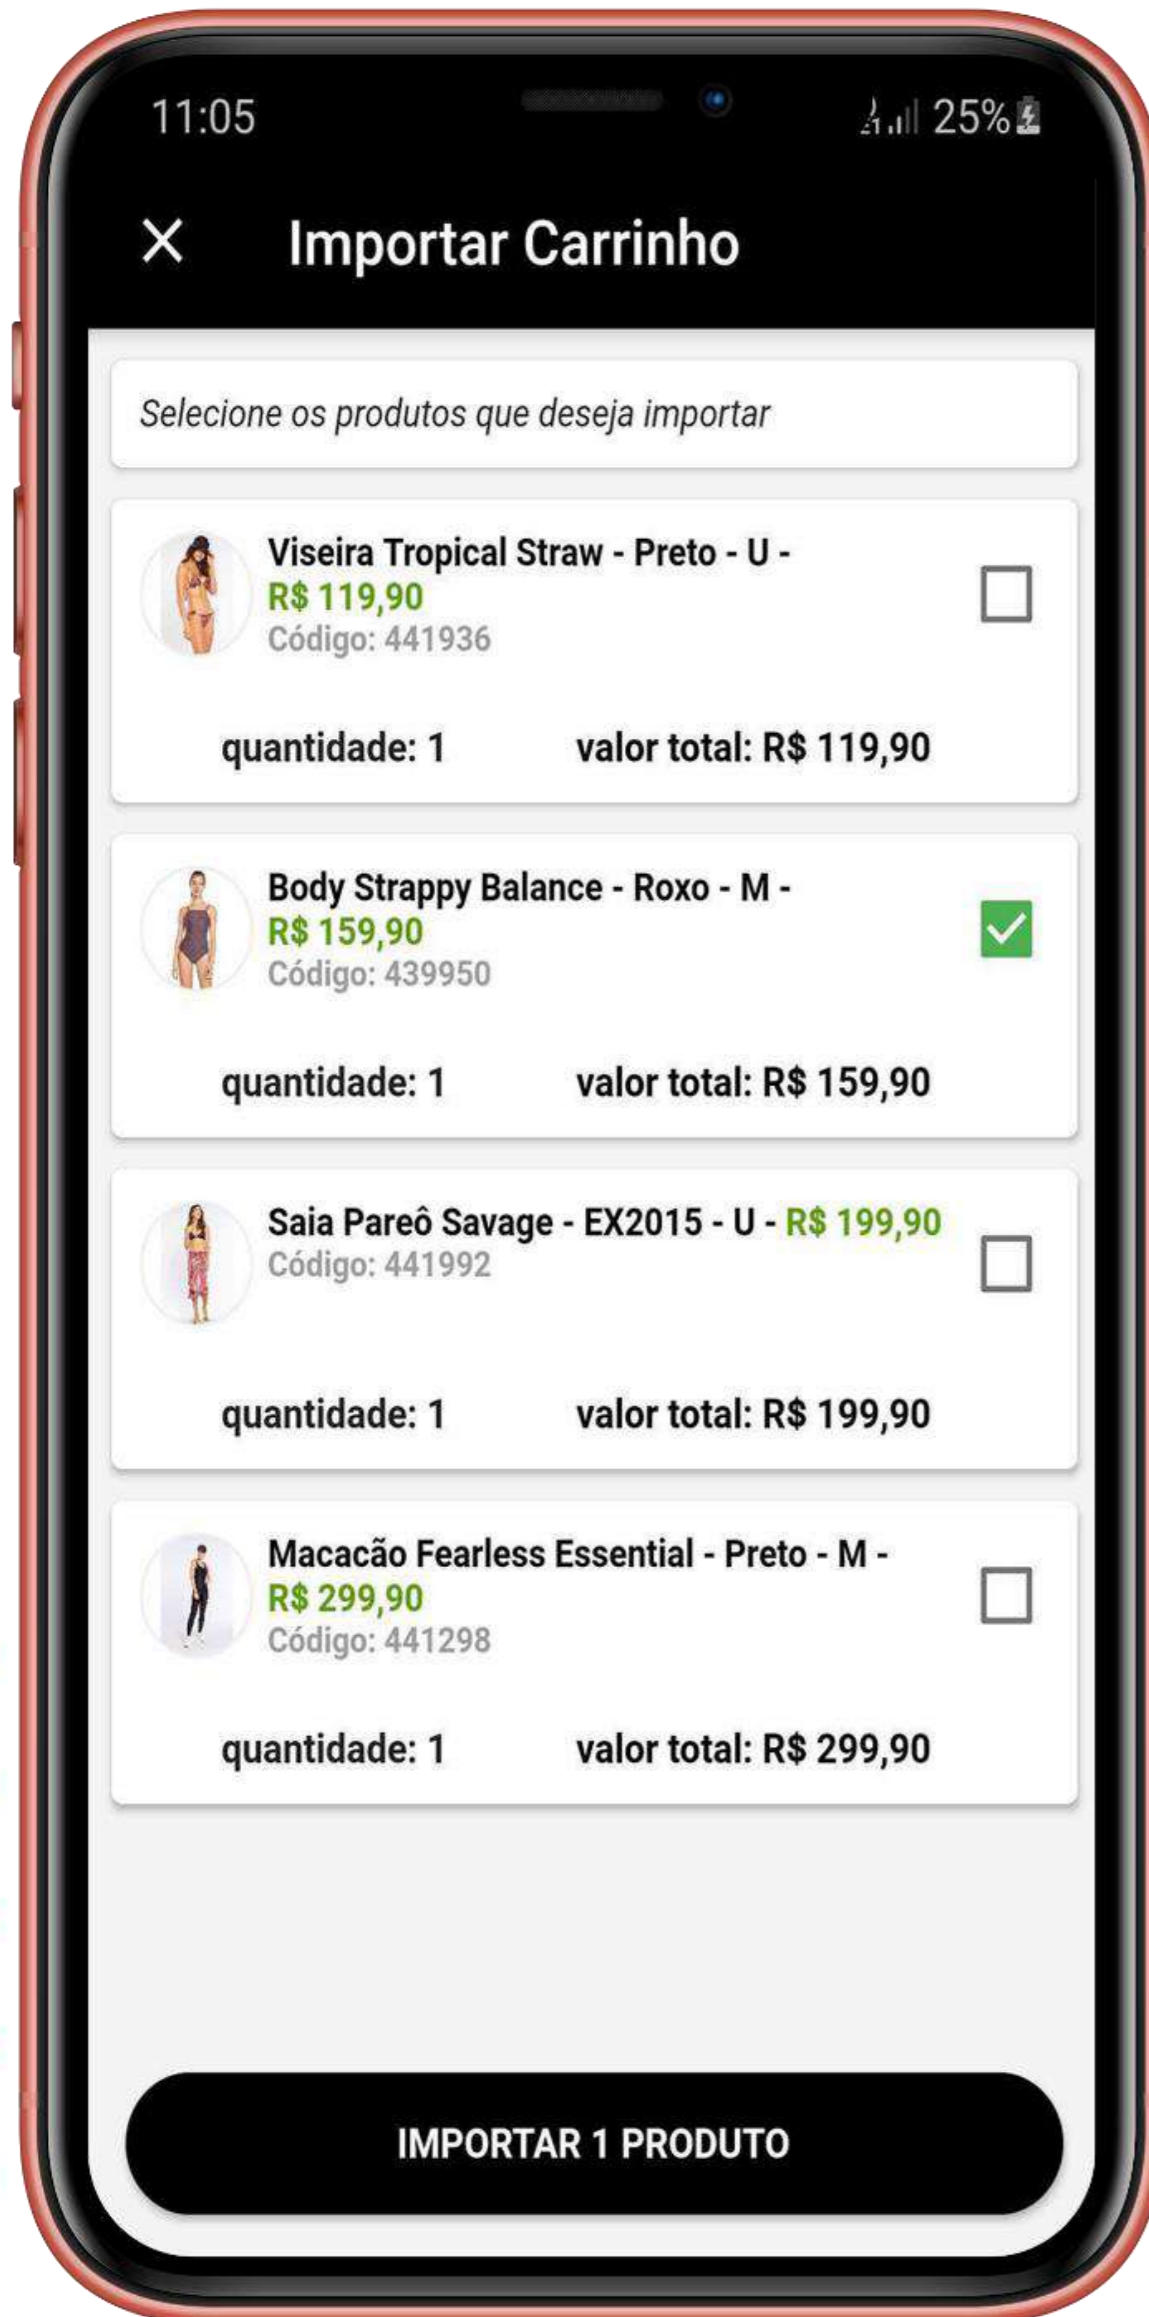 11:05
25%
Importar Carrinho
Selecione os produtos que deseja importar
Viseira Tropical Straw - Preto - U -
R$ 119,90
Código: 441936
quantidade: 1 valor total: R$ 119,90
Body Strappy Balance - Roxo - M -
R$ 159,90
Código: 439950
quantidade: 1 valor total: R$ 159,90
Saia Pareô Savage - EX2015 - U - R$ 199,90
Código: 441992
quantidade: 1 valor total: R$ 199,90
Macacão Fearless Essential - Preto - M -
R$ 299,90
Código: 441298
quantidade: 1 valor total: R$ 299,90
IMPORTAR 1 PRODUTO